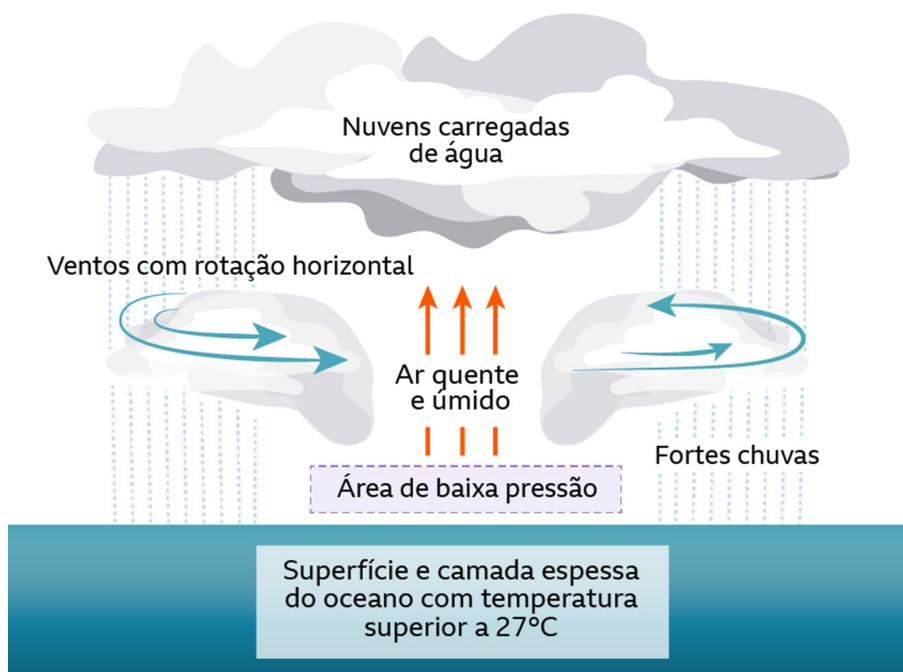 Nuvens carregadas
de água
Ventos com rotação horizontal
Ar quente
e úmido
Fortes chuvas
Área de baixa pressão
Superfície e camada espessa
do oceano com temperatura
superior a 27°C